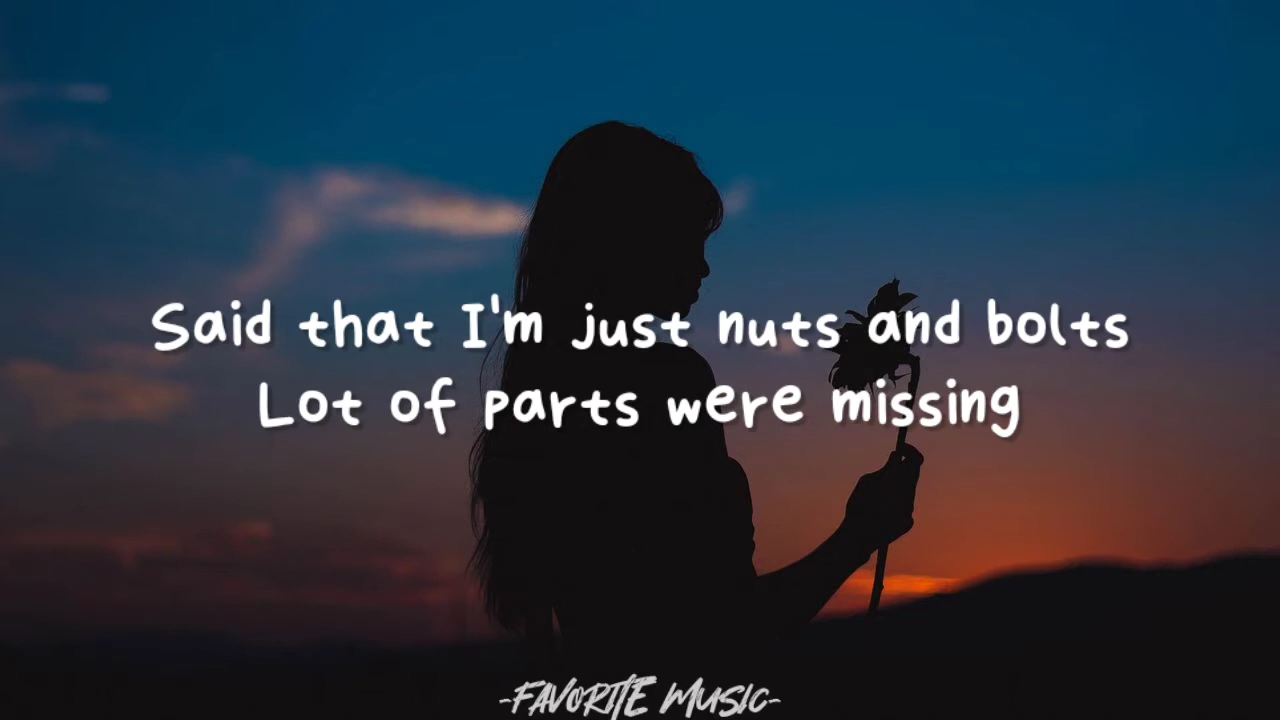 Said that I'm just nuts and bolts
Lot of parts were missing
-FAVORITE MUSIC-